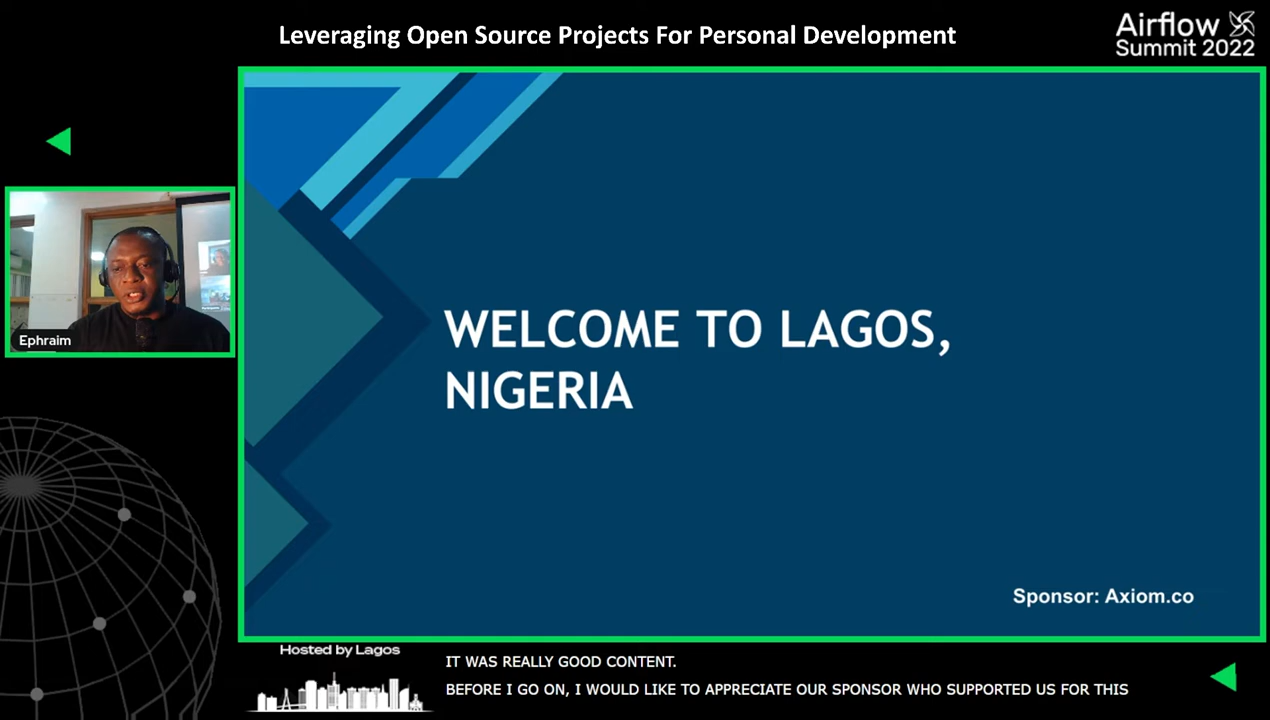 Leveraging Open Source Projects For Personal Development
Airflow
Summit 2022
WELCOME TO LAGOS,
NIGERIA
Ephraim
Sponsor: Axiom.co
Hosted by Lagos
IT WAS REALLY GOOD CONTENT.
BEFORE I GO ON, I WOULD LIKE TO APPRECIATE OUR SPONSOR WHO SUPPORTED US FOR THIS